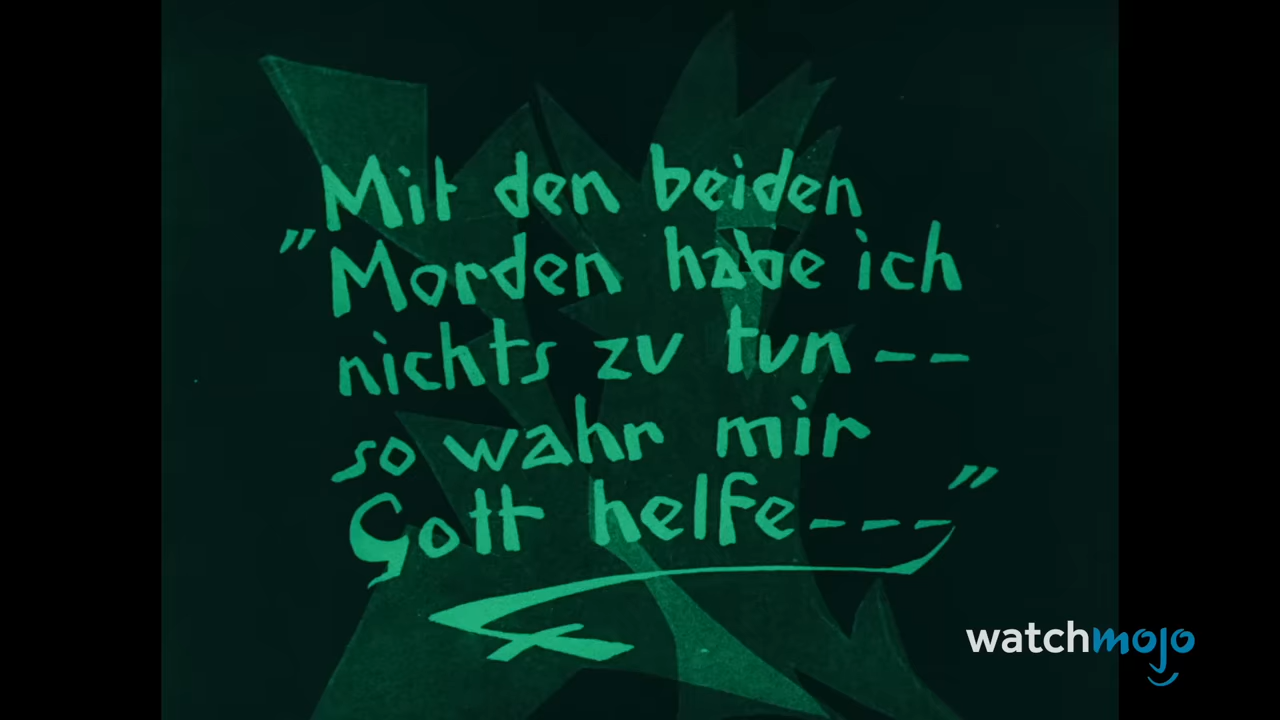 Mit den beiden
„Morden habe ich
nichts zu tun --
so wahr mir
Gott helfe---"
watchmojo